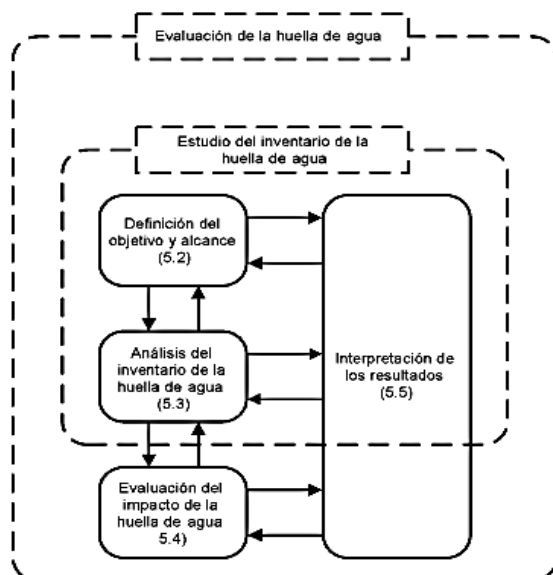 Evaluación de la huella de agua
Estudio del inventario de la
huella de agua
Definición del
objetivo y alcance
(5.2)
Análisis del
inventario de la
huella de agua
(5.3)
Interpretación de
los resultados
(5.5)
Evaluación del
impacto de la
huella de agua
5.4)